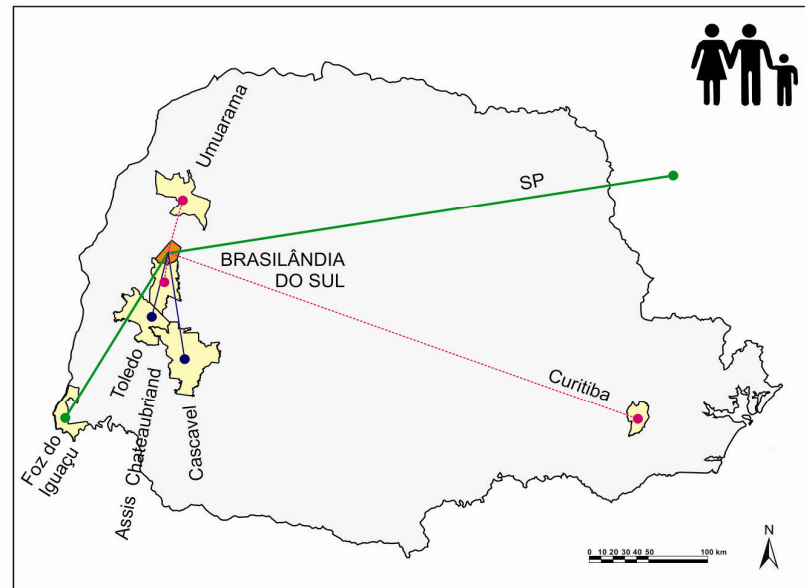 Umuarama
SP
BRASILÂNDIA
DO SUL
Toledo
Assis Chateaubriand
Cascavel
Curitiba
Foz do
Iguaçu
N
0 10 20 30 40 50 100 km